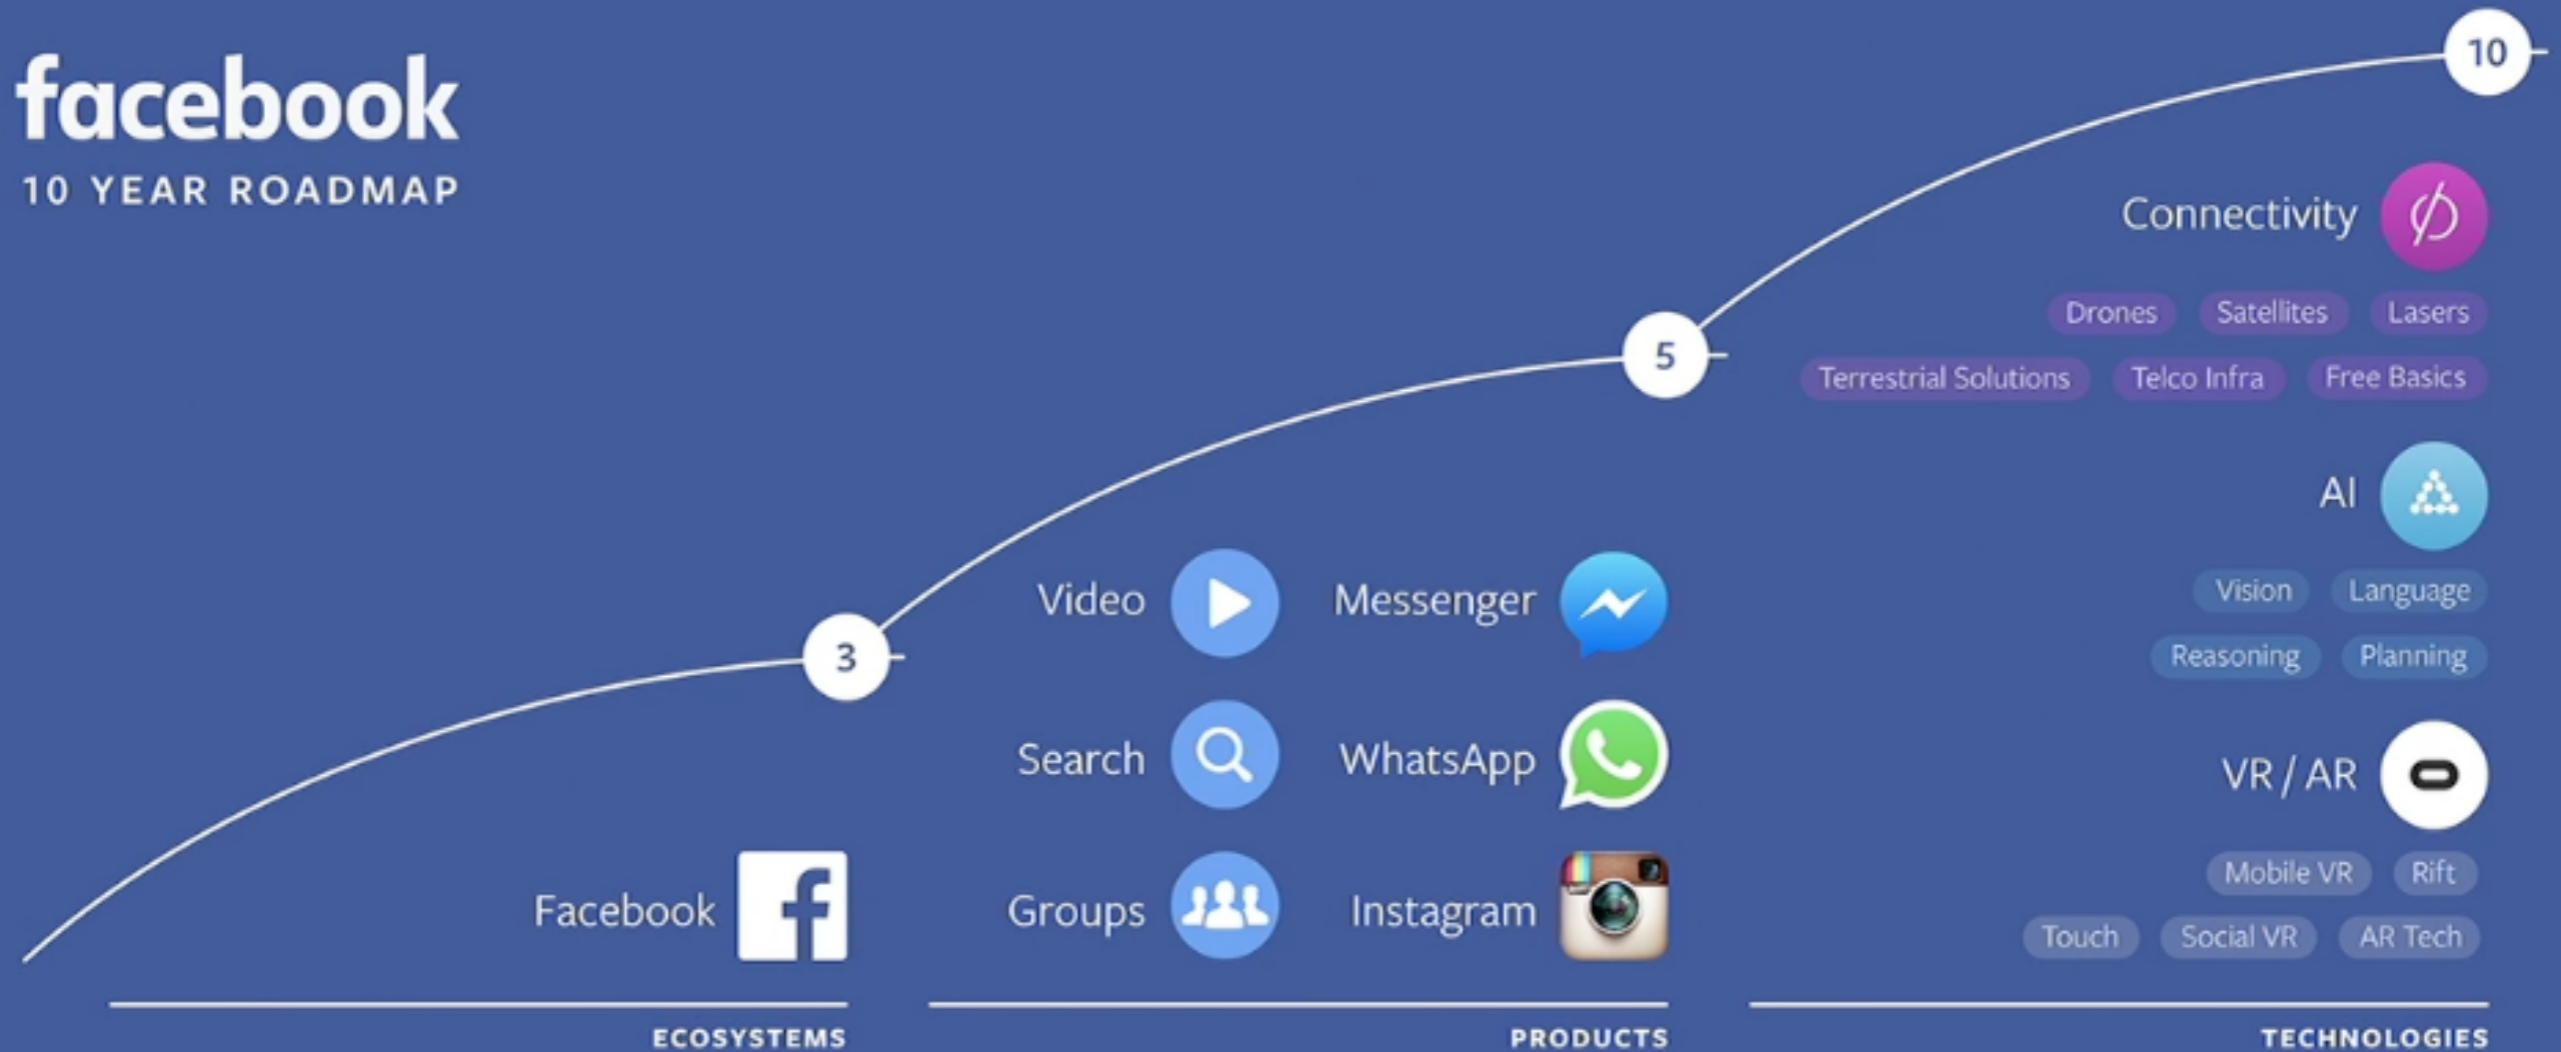 facebook
10 YEAR ROADMAP
10
Connectivity
Drones Satellites Lasers
Terrestrial Solutions Telco Infra Free Basics
5
AI
Vision Language
Reasoning Planning
VR / AR
Mobile VR Rift
Touch Social VR AR Tech
TECHNOLOGIES
Video Messenger
Search WhatsApp
Groups Instagram
PRODUCTS
3
Facebook
ECOSYSTEMS